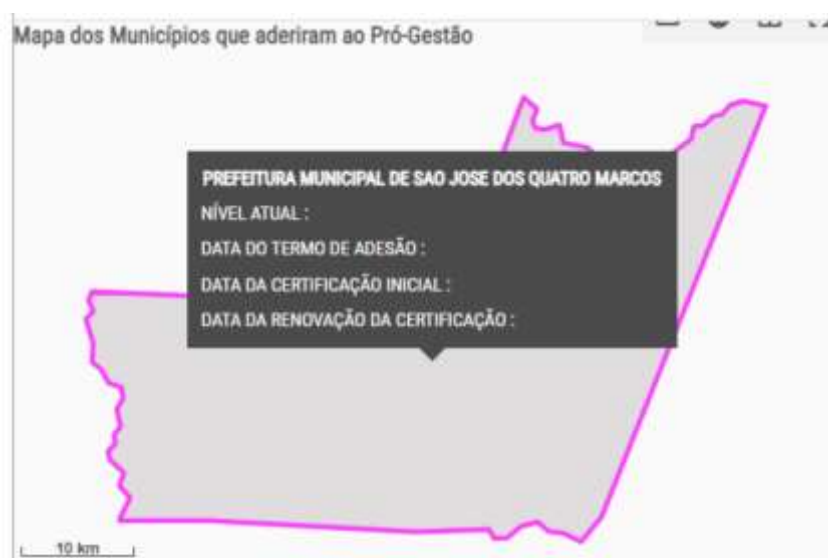 Mapa dos Municípios que aderiram ao Pró-Gestão
PREFEITURA MUNICIPAL DE SAO JOSE DOS QUATRO MARCOS
NÍVEL ATUAL :
DATA DO TERMO DE ADESÃO :
DATA DA CERTIFICAÇÃO INICIAL :
DATA DA RENOVAÇÃO DA CERTIFICAÇÃO :
10 km